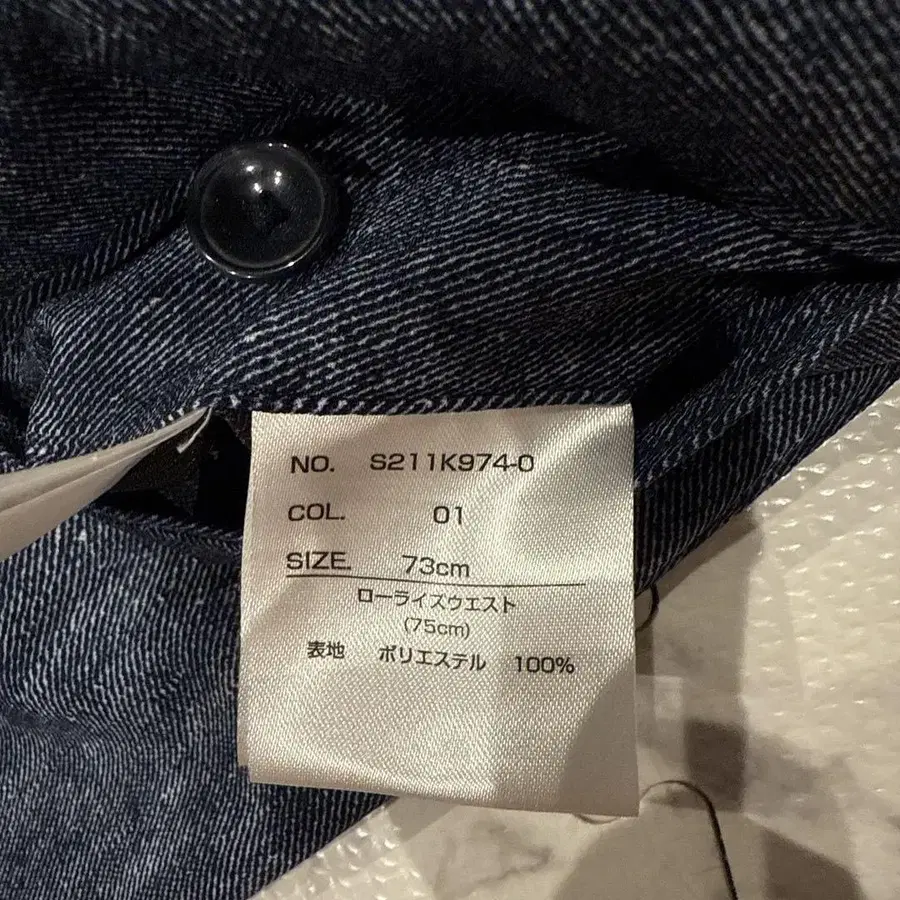 NO. S211K974-0
COL. 01
SIZE. 73cm
ローライズウエスト
(75cm)
表地 ポリエステル 100%